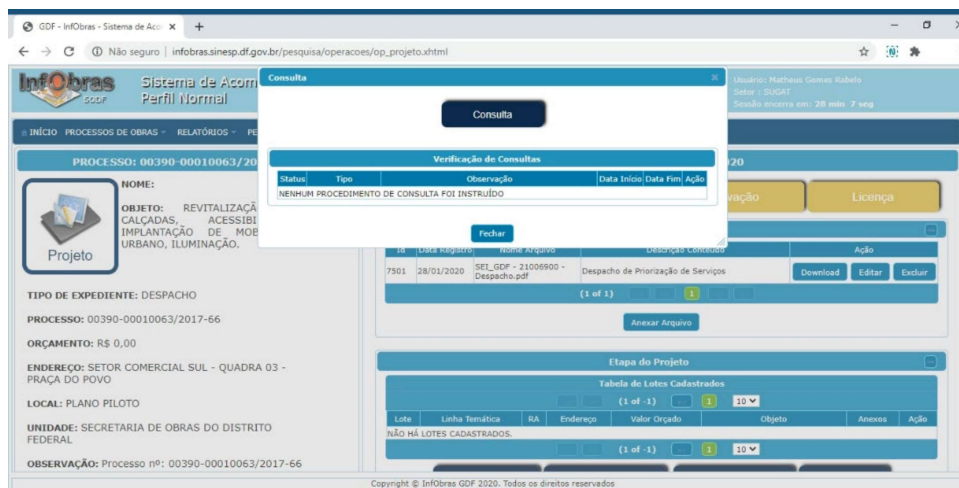 GDF - InfObras - Sistema de Aco
Não seguro | infobras.sinesp.df.gov.br/pesquisa/operacoes/op_projeto.xhtml
InfObras
GDF
Sistema de Acom
Perfil Normal
Usuário: Matheus Gomes Rabelo
Setor : SUGAT
Sessão encerra em: 28 min 7 seg
INÍCIO PROCESSOS DE OBRAS RELATÓRIOS PE
Consulta
Consulta
Verificação de Consultas
Status Tipo Observação Data Início Data Fim Ação
NENHUM PROCEDIMENTO DE CONSULTA FOI INSTRUÍDO
Fechar
PROCESSO: 00390-00010063/20
20
Projeto
NOME:
OBJETO: REVITALIZAÇÃ
CALÇADAS, ACESSIBI
IMPLANTAÇÃO DE MOB
URBANO, ILUMINAÇÃO.
TIPO DE EXPEDIENTE: DESPACHO
PROCESSO: 00390-00010063/2017-66
ORÇAMENTO: R$ 0,00
ENDEREÇO: SETOR COMERCIAL SUL - QUADRA 03 -
PRAÇA DO POVO
LOCAL: PLANO PILOTO
UNIDADE: SECRETARIA DE OBRAS DO DISTRITO
FEDERAL
OBSERVAÇÃO: Processo nº: 00390-00010063/2017-66
vação Licença
Id Data Registro Nome Arquivo Descrição Conteúdo Ação
7501 28/01/2020 SEI_GDF - 21006900 - Despacho de Priorização de Serviços Download Editar Excluir
Despacho.pdf
(1 of 1) 1
Anexar Arquivo
Etapa do Projeto
Tabela de Lotes Cadastrados
(1 of -1) 1 10
Lote Linha Temática RA Endereço Valor Orçado Objeto Anexos Ação
NÃO HÁ LOTES CADASTRADOS.
(1 of -1) 1 10
Copyright © InfObras GDF 2020. Todos os direitos reservados